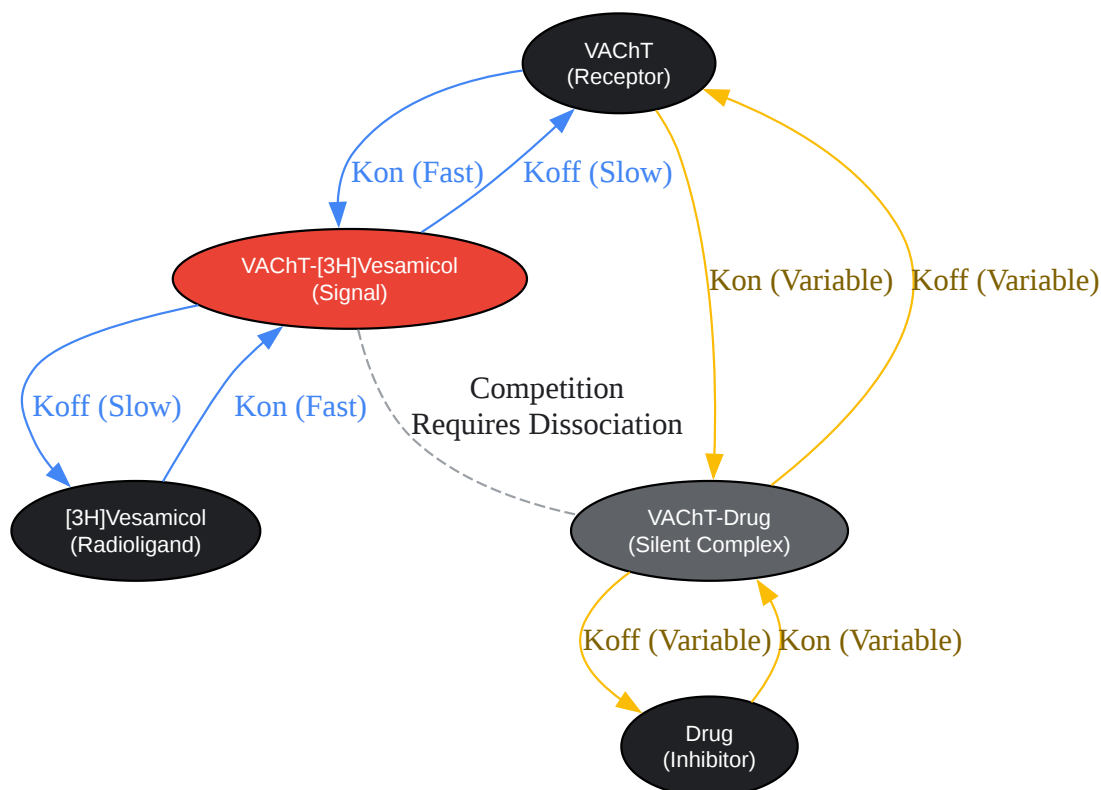 VAChT
(Receptor)
Kon (Fast)
Koff (Slow)
VAChT-[3H]Vesamicol
(Signal)
Kon (Variable)
Koff (Variable)
Koff (Slow)
Kon (Fast)
Competition
Requires Dissociation
[3H]Vesamicol
(Radioligand)
VAChT-Drug
(Silent Complex)
Koff (Variable)
Kon (Variable)
Drug
(Inhibitor)